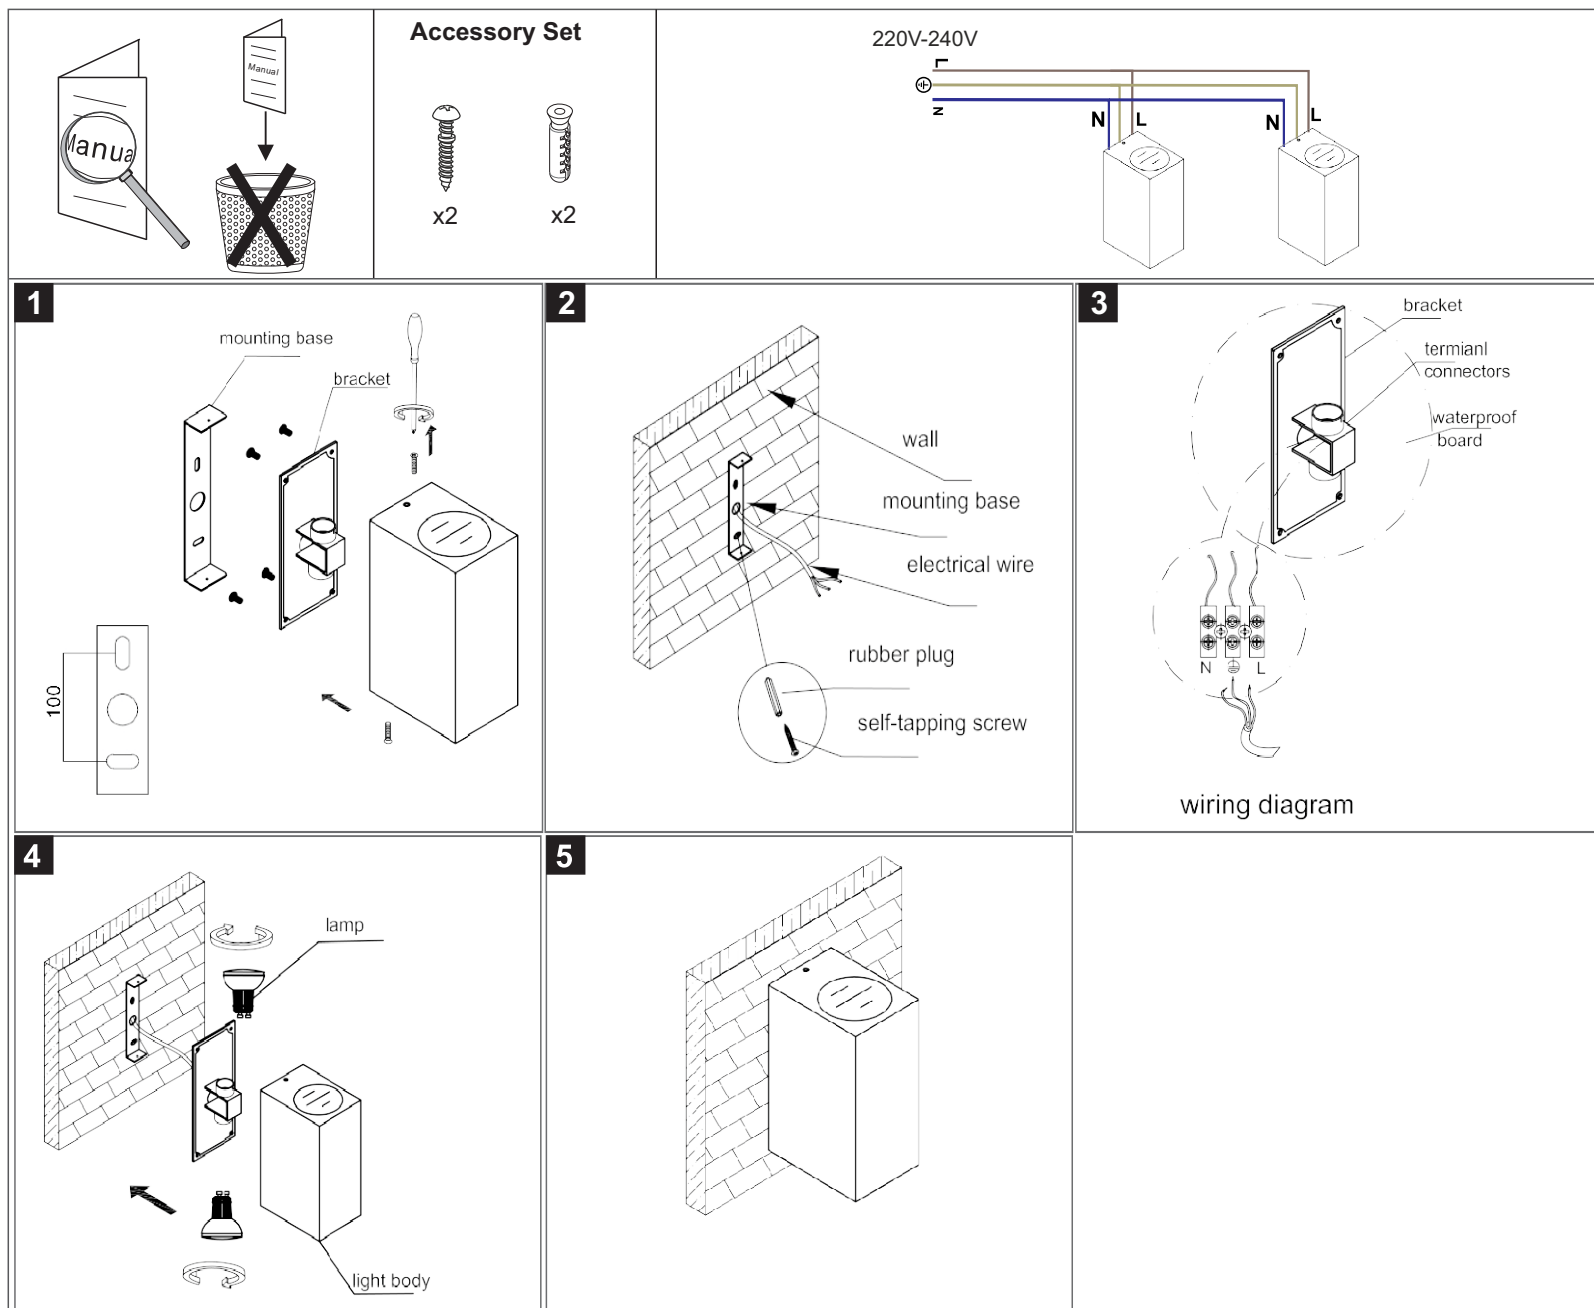 Manua
Manual
Accessory Set
x2
x2
220V-240V
L
N
N
L
N
L
1
mounting base
bracket
100
2
wall
mounting base
electrical wire
rubber plug
self-tapping screw
3
bracket
termianl
connectors
waterproof
board
N
L
wiring diagram
4
lamp
light body
5